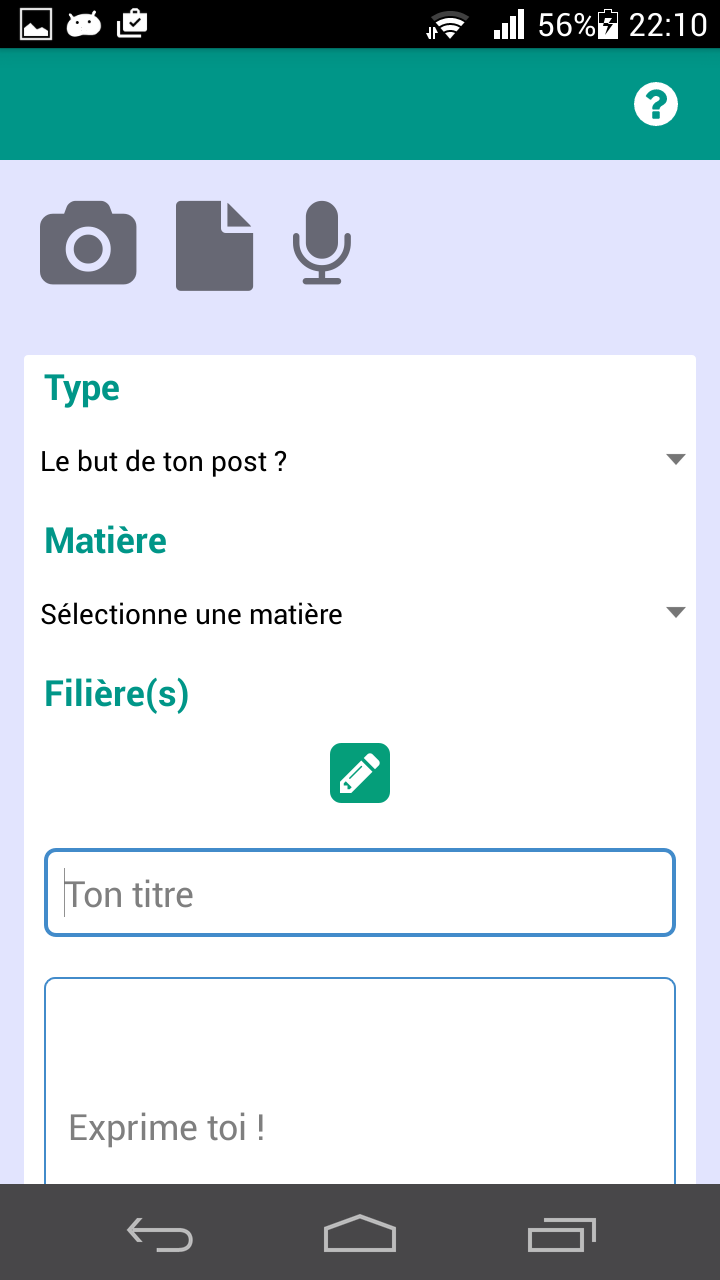 56% 22:10
Type
Le but de ton post ?
Matière
Sélectionne une matière
Filière(s)
Ton titre
Exprime toi !